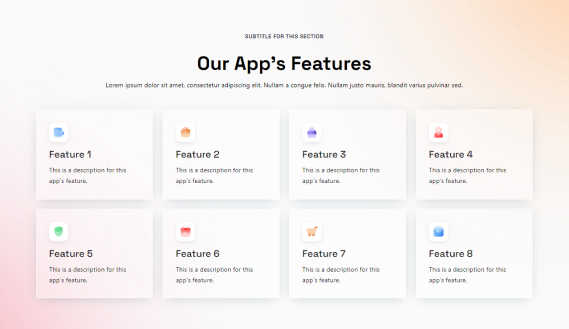 SUBTITLE FOR THIS SECTION
Our App's Features
Lorem ipsum dolor sit amet, consectetur adipiscing elit. Nullam a congue felis. Nullam justo mauris, blandit varius pulvinar sed.
Feature 1
This is a description for this
app's feature.
Feature 2
This is a description for this
app's feature.
Feature 3
This is a description for this
app's feature.
Feature 4
This is a description for this
app's feature.
Feature 5
This is a description for this
app's feature.
Feature 6
This is a description for this
app's feature.
Feature 7
This is a description for this
app's feature.
Feature 8
This is a description for this
app's feature.